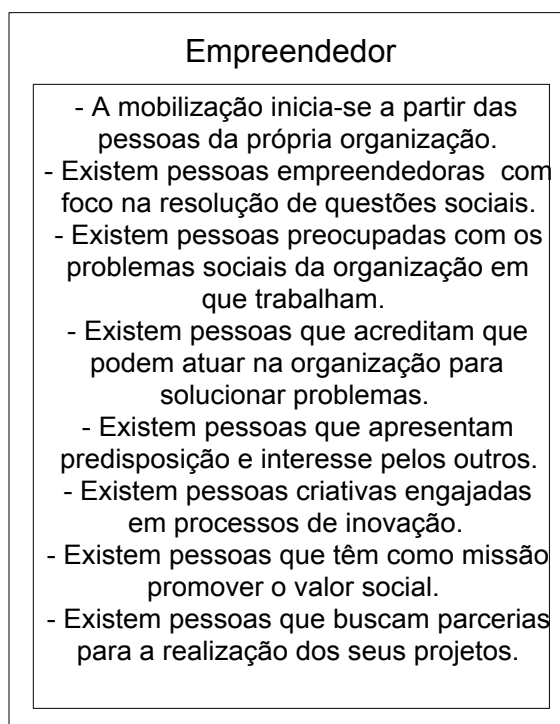 Empreendedor
- A mobilização inicia-se a partir das
pessoas da própria organização.
- Existem pessoas empreendedoras  com
foco na resolução de questões sociais.
- Existem pessoas preocupadas com os
problemas sociais da organização em
que trabalham.
- Existem pessoas que acreditam que
podem atuar na organização para
solucionar problemas.
- Existem pessoas que apresentam
predisposição e interesse pelos outros.
- Existem pessoas criativas engajadas
em processos de inovação.
- Existem pessoas que têm como missão
promover o valor social.
- Existem pessoas que buscam parcerias
para a realização dos seus projetos.